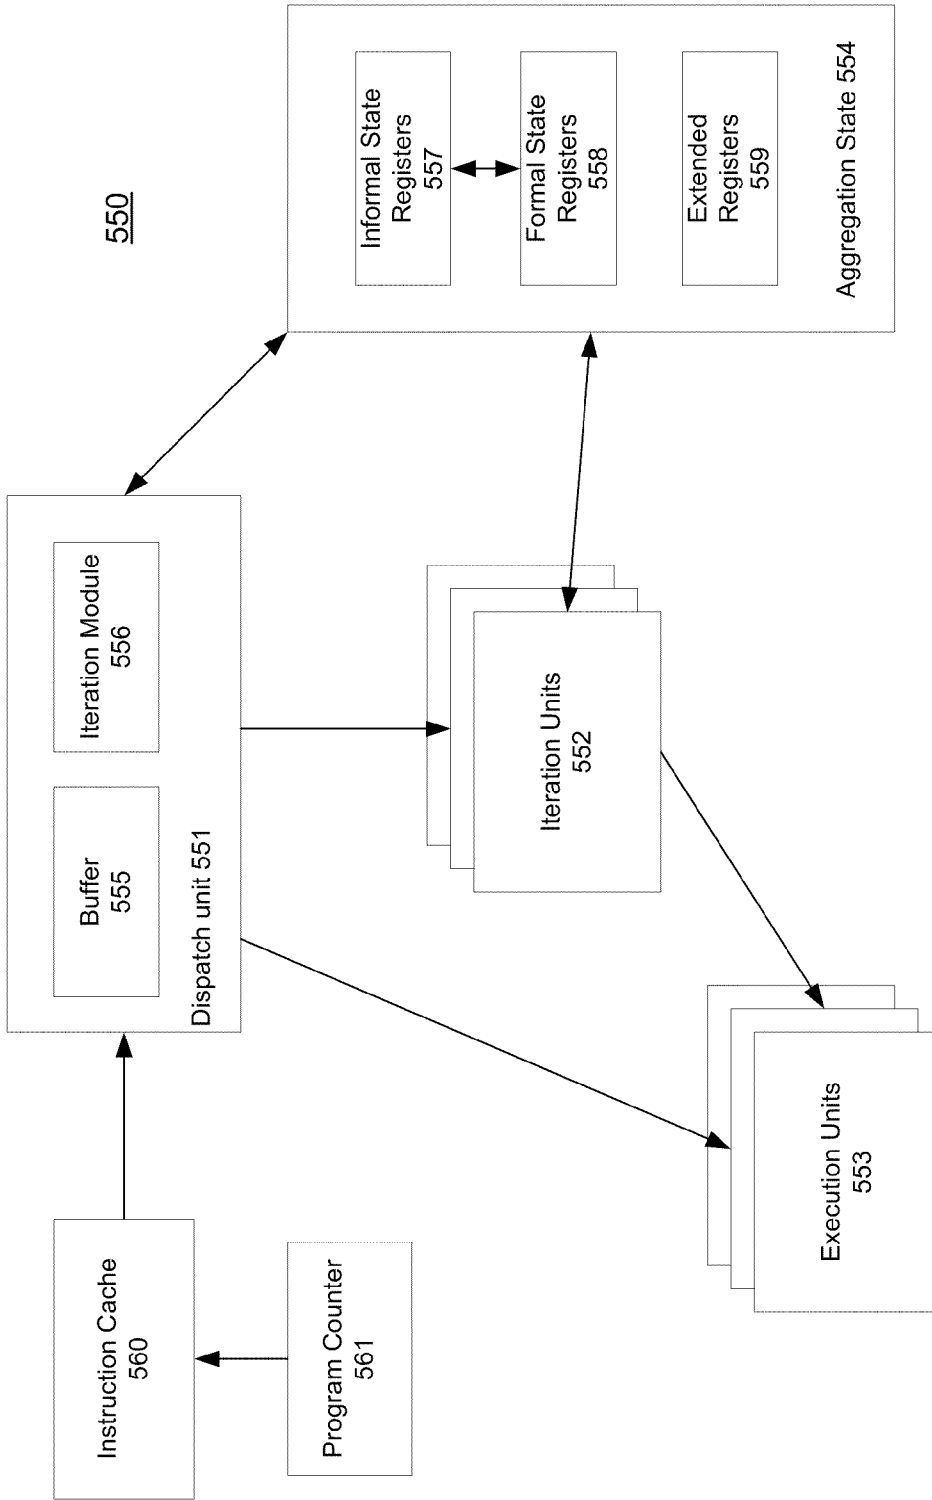 550
Instruction Cache
560
Program Counter
561
Buffer
555
Iteration Module
556
Dispatch unit 551
Iteration Units
552
Execution Units
553
Informal State
Registers
557
Formal State
Registers
558
Extended
Registers
559
Aggregation State 554